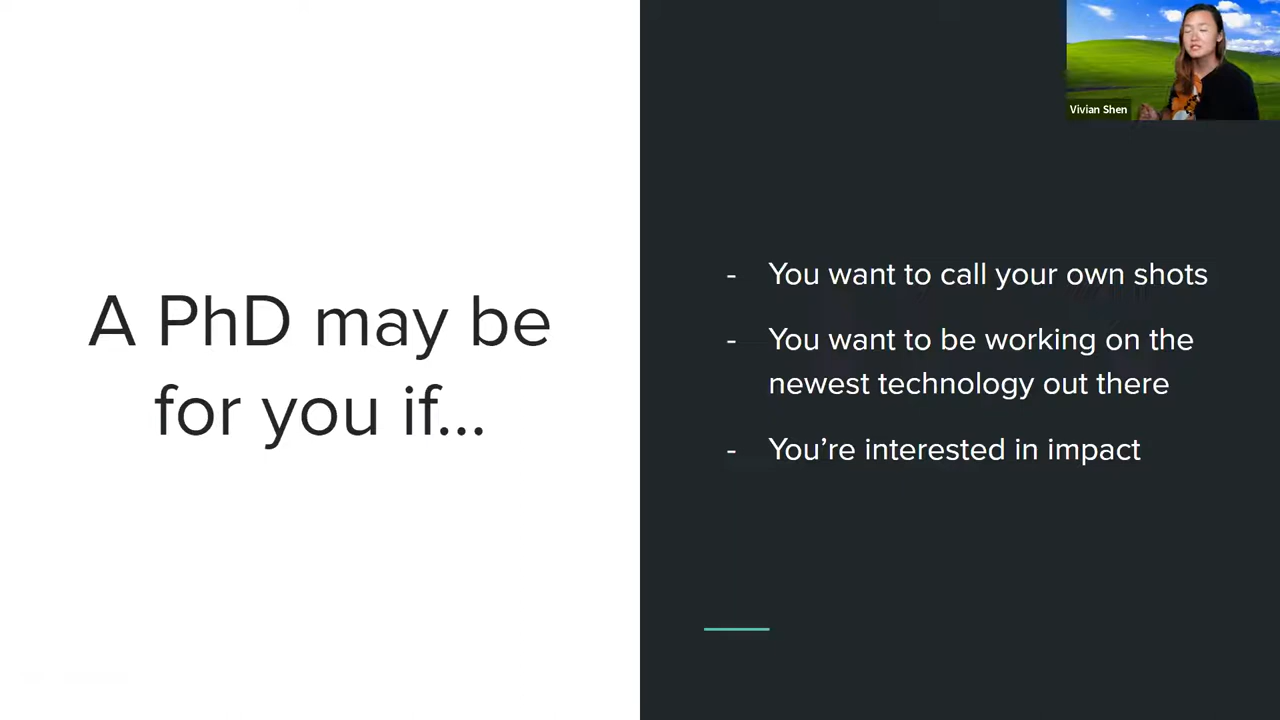 A PhD may be
for you if...
- You want to call your own shots
- You want to be working on the
newest technology out there
- You’re interested in impact
Vivian Shen